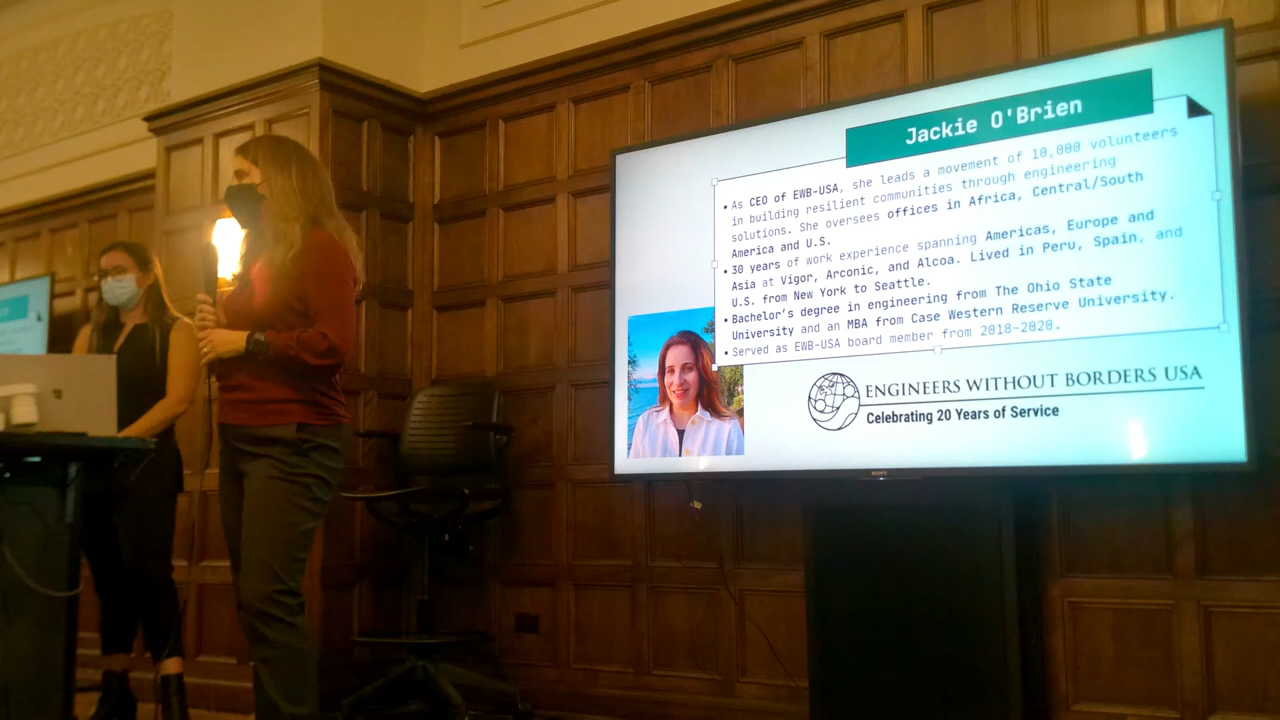 Jackie O'Brien
• As CEO of EWB-USA, she leads a movement of 10,000 volunteers
in building resilient communities through engineering
solutions. She oversees offices in Africa, Central/South
America and U.S.
• 30 years of work experience spanning Americas, Europe and
Asia at Vigor, Arconic, and Alcoa. Lived in Peru, Spain, and
U.S. from New York to Seattle.
• Bachelor's degree in engineering from The Ohio State
University and an MBA from Case Western Reserve University.
• Served as EWB-USA board member from 2018-2020.
ENGINEERS WITHOUT BORDERS USA
Celebrating 20 Years of Service
SONY